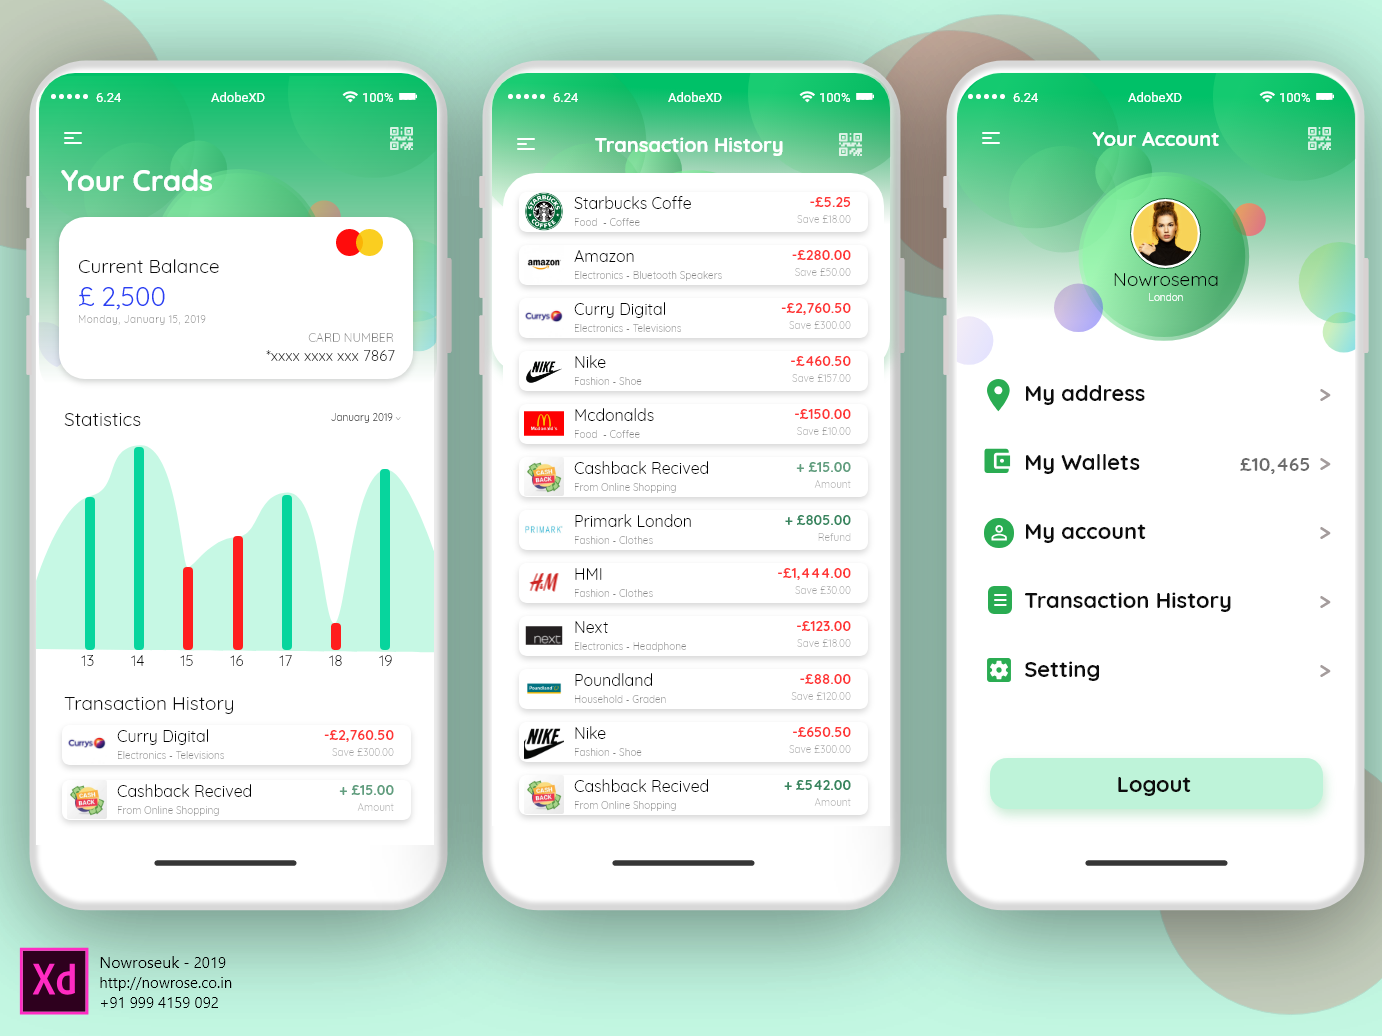 6.24 AdobeXD 100%
Your Crads
Current Balance
£ 2,500
Monday, January 15, 2019
CARD NUMBER
*xxxx xxxx xxx 7867
Statistics January 2019
13 14 15 16 17 18 19
Transaction History
Currys Curry Digital -£2,760.50
Electronics - Televisions Save £300.00
CASH BACK Cashback Recived + £15.00
From Online Shopping Amount
6.24 AdobeXD 100%
Transaction History
STARBUCKS COFFEE Starbucks Coffe -£5.25
Food - Coffee Save £18.00
amazon Amazon -£280.00
Electronics - Bluetooth Speakers Save £50.00
Currys Curry Digital -£2,760.50
Electronics - Televisions Save £300.00
NIKE Nike -£460.50
Fashion - Shoe Save £157.00
McDonald's Mcdonalds -£150.00
Food - Coffee Save £10.00
CASH BACK Cashback Recived + £15.00
From Online Shopping Amount
PRIMARK Primark London + £805.00
Fashion - Clothes Refund
H&M HMI -£1,444.00
Fashion - Clothes Save £30.00
next Next -£123.00
Electronics - Headphone Save £18.00
Poundland Poundland -£88.00
Household - Graden Save £120.00
NIKE Nike -£650.50
Fashion - Shoe Save £300.00
CASH BACK Cashback Recived + £542.00
From Online Shopping Amount
6.24 AdobeXD 100%
Your Account
Nowrosema
London
My address >
My Wallets £10,465 >
My account >
Transaction History >
Setting >
Logout
Xd
Nowroseuk - 2019
http://nowrose.co.in
+91 999 4159 092